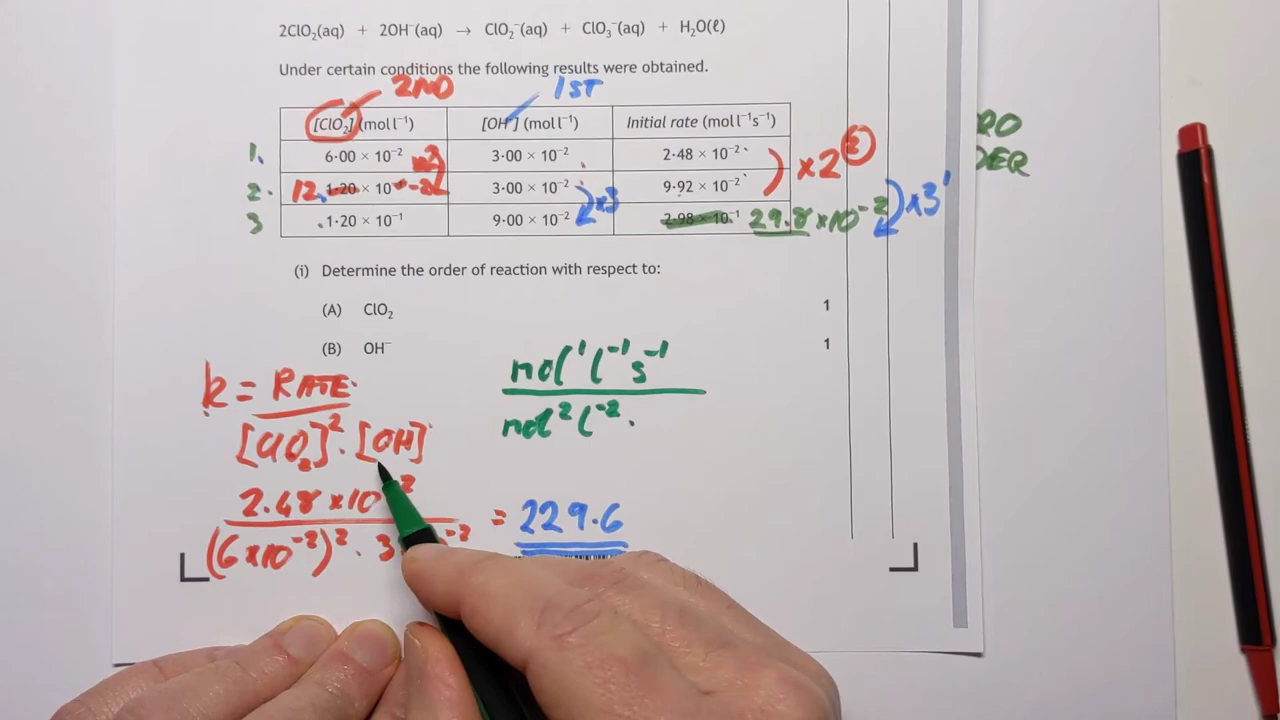 2ClO₂(aq) + 2OH⁻(aq) → ClO₂⁻(aq) + ClO₃⁻(aq) + H₂O(ℓ)
Under certain conditions the following results were obtained.
2ND 1ST
[ClO₂] (mol l⁻¹) [OH⁻] (mol l⁻¹) Initial rate (mol l⁻¹ s⁻¹)
1. 6·00 × 10⁻² 3·00 × 10⁻² 2·48 × 10⁻²
×2 ×2²
2. 12. 1·20 × 10⁻² 3·00 × 10⁻² 9·92 × 10⁻²
×3 ×3¹
3 1·20 × 10⁻¹ 9·00 × 10⁻² 2·98 × 10⁻¹ 29.8 × 10⁻²
(i) Determine the order of reaction with respect to:
(A) ClO₂ 1
(B) OH⁻ 1
k = RATE
[ClO₂]² · [OH]
2.48 × 10⁻²
(6×10⁻²)² · 3
= 229.6
mol¹ l⁻¹ s⁻¹
mol² l⁻².